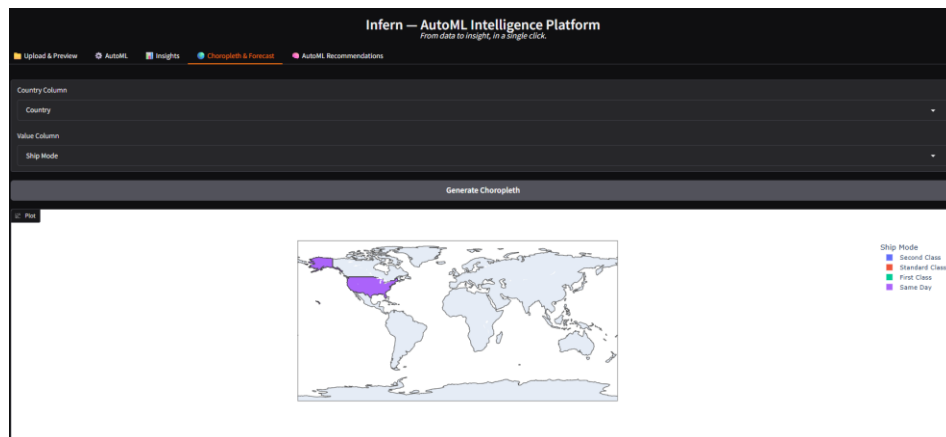 Infern — AutoML Intelligence Platform
From data to insight, in a single click.
Upload & Preview AutoML Insights Choropleth & Forecast AutoML Recommendations
Country Column
Country
Value Column
Ship Mode
Generate Choropleth
Plot
Ship Mode
Second Class
Standard Class
First Class
Same Day